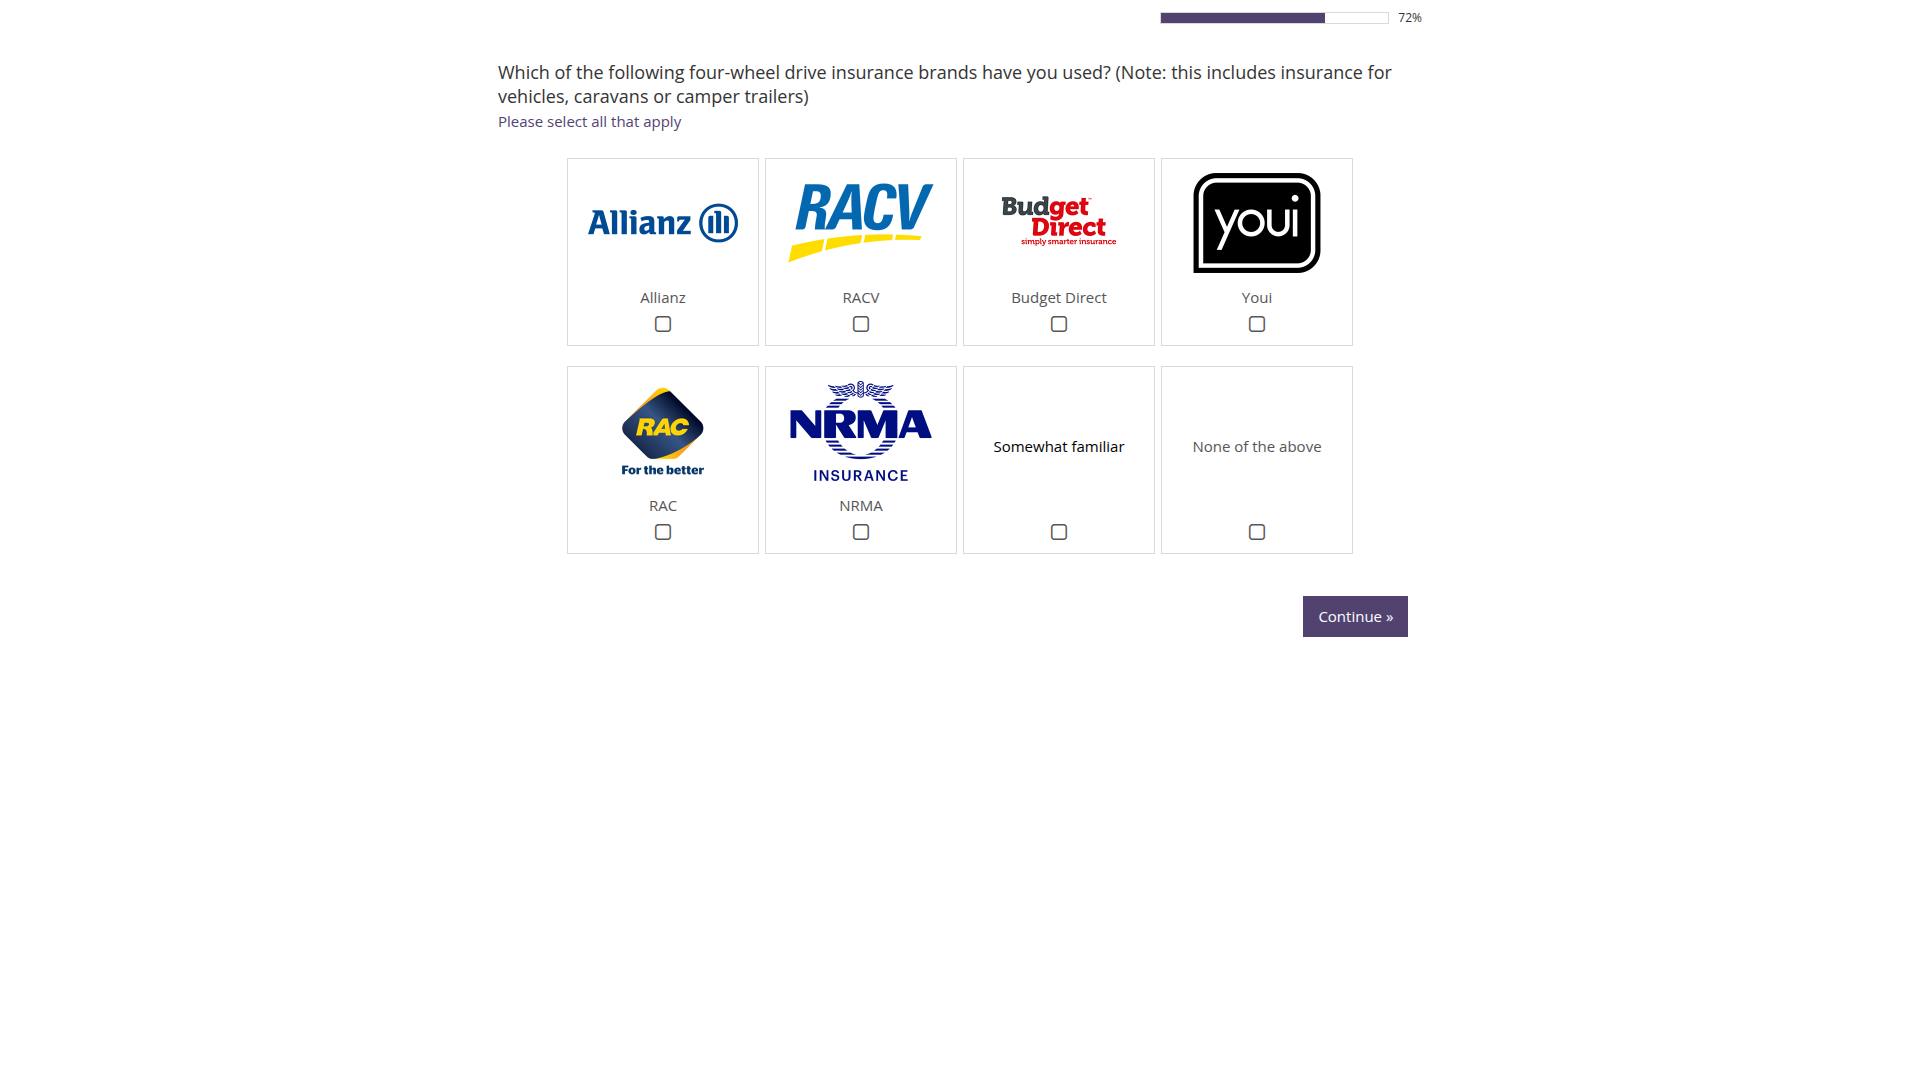 72%
Which of the following four-wheel drive insurance brands have you used? (Note: this includes insurance for
vehicles, caravans or camper trailers)
Please select all that apply
Allianz
RACV
Budget
Direct
simply smarter insurance
youi
Allianz
RACV
Budget Direct
Youi
RAC
For the better
NRMA
INSURANCE
Somewhat familiar
None of the above
RAC
NRMA
Continue »